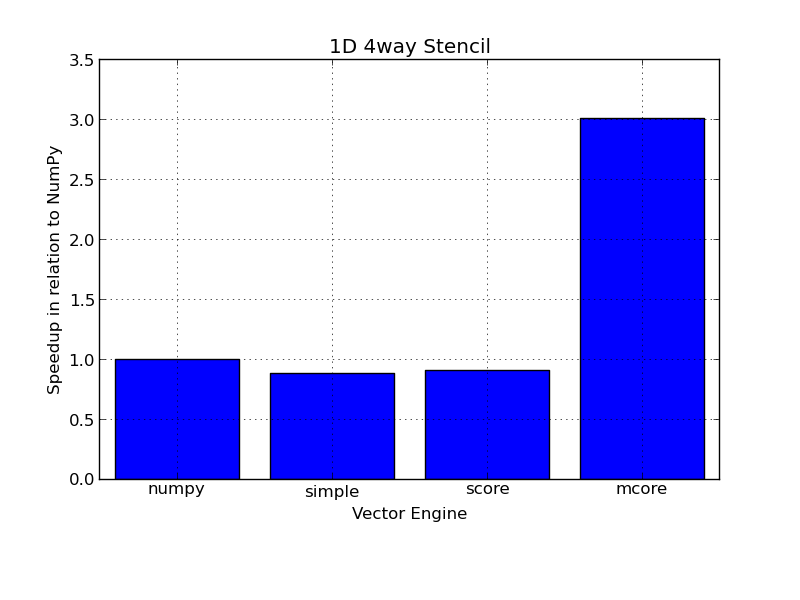 1D 4way Stencil
3.5
3.0
2.5
2.0
1.5
1.0
0.5
0.0
Speedup in relation to NumPy
numpy simple score mcore
Vector Engine